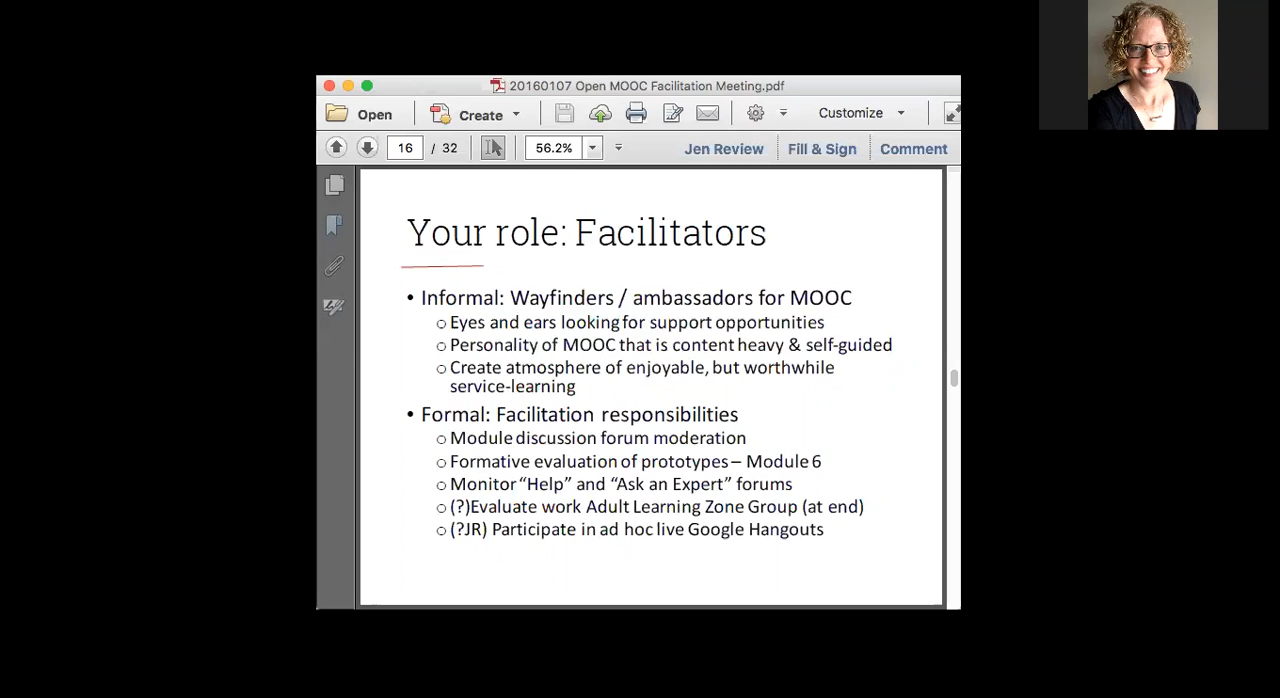 20160107 Open MOOC Facilitation Meeting.pdf
Open
Create
Customize
16 / 32
56.2%
Jen Review
Fill & Sign
Comment
Your role: Facilitators
• Informal: Wayfinders / ambassadors for MOOC
○ Eyes and ears looking for support opportunities
○ Personality of MOOC that is content heavy & self-guided
○ Create atmosphere of enjoyable, but worthwhile
service-learning
• Formal: Facilitation responsibilities
○ Module discussion forum moderation
○ Formative evaluation of prototypes – Module 6
○ Monitor “Help” and “Ask an Expert” forums
○ (?)Evaluate work Adult Learning Zone Group (at end)
○ (?JR) Participate in ad hoc live Google Hangouts